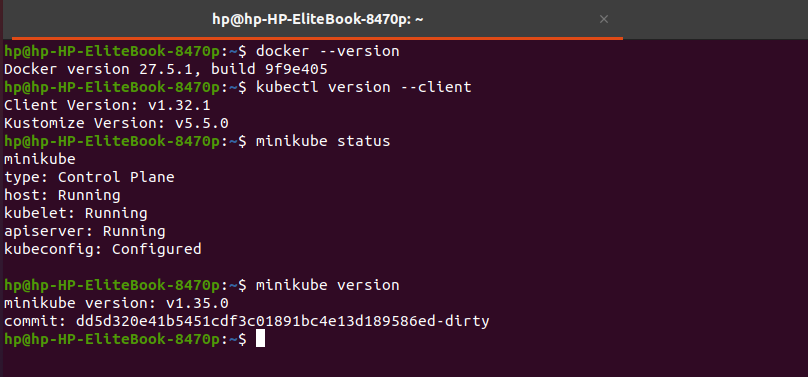 hp@hp-HP-EliteBook-8470p: ~
hp@hp-HP-EliteBook-8470p:~$ docker --version
Docker version 27.5.1, build 9f9e405
hp@hp-HP-EliteBook-8470p:~$ kubectl version --client
Client Version: v1.32.1
Kustomize Version: v5.5.0
hp@hp-HP-EliteBook-8470p:~$ minikube status
minikube
type: Control Plane
host: Running
kubelet: Running
apiserver: Running
kubeconfig: Configured
hp@hp-HP-EliteBook-8470p:~$ minikube version
minikube version: v1.35.0
commit: dd5d320e41b5451cdf3c01891bc4e13d189586ed-dirty
hp@hp-HP-EliteBook-8470p:~$